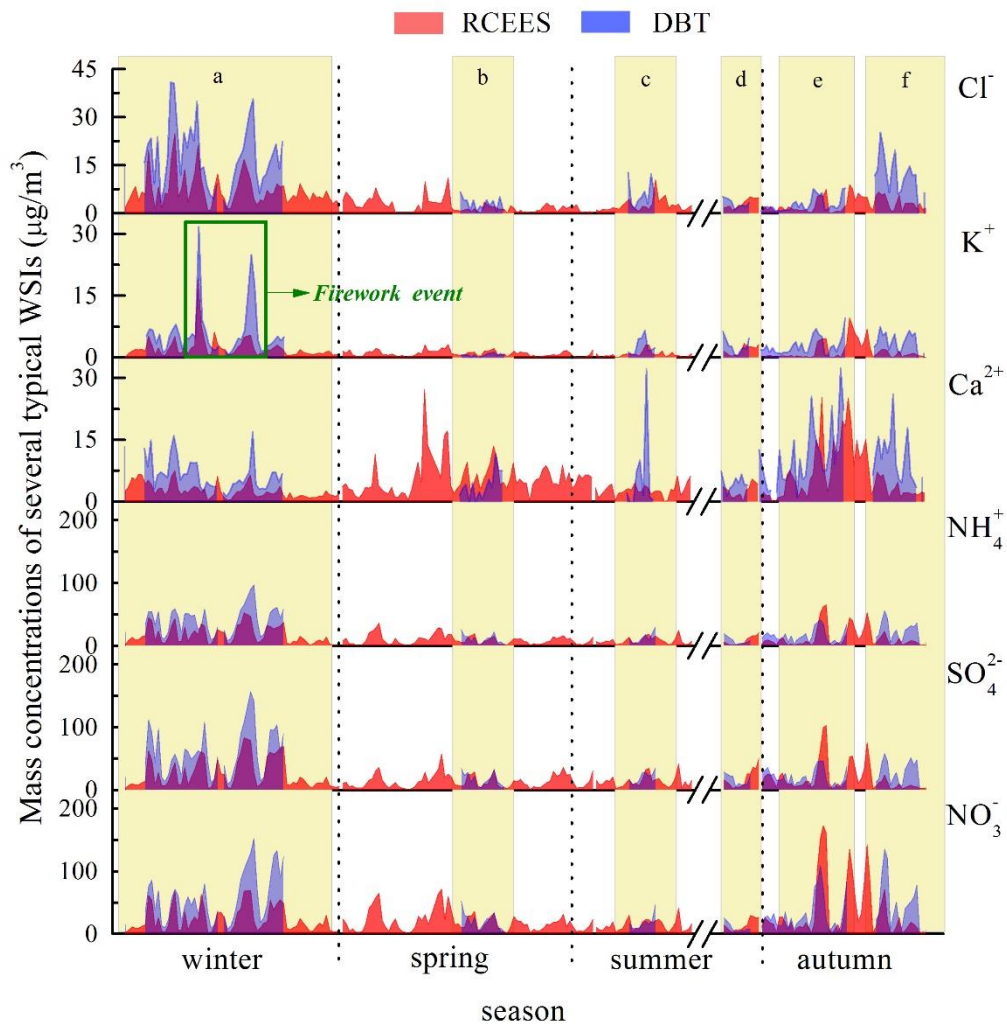 RCEES DBT
Mass concentrations of several typical WSIs (μg/m³)
a b c d e f
45
30
15
0
Cl⁻
30
15
0
K⁺
Firework event
30
15
0
Ca²⁺
200
100
0
NH₄⁺
200
100
0
SO₄²⁻
200
100
0
NO₃⁻
winter spring summer autumn
season